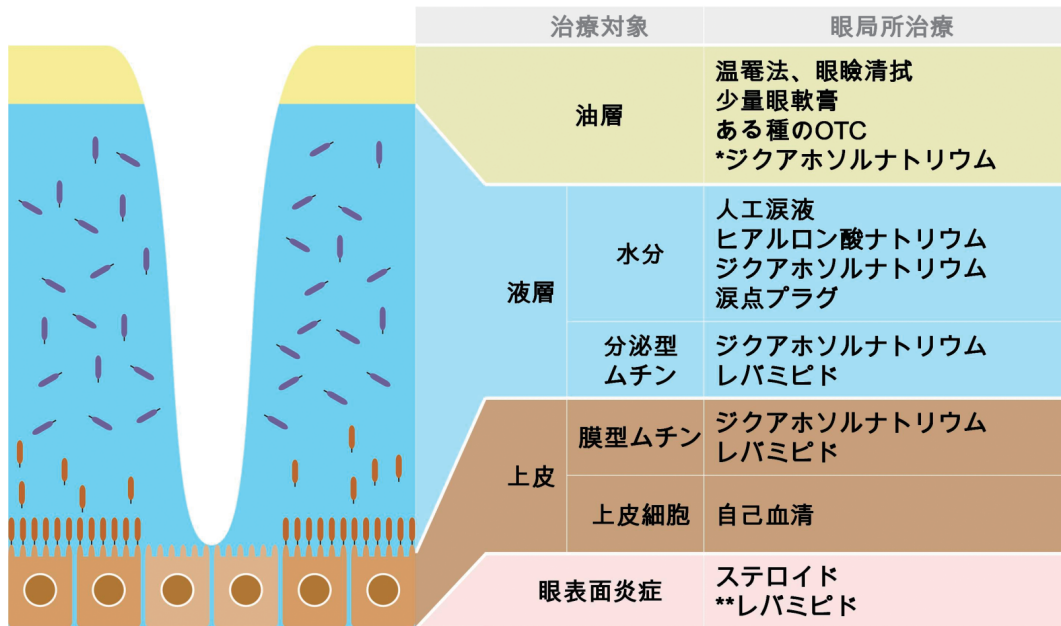 治療対象 眼局所治療
油層
温罨法、眼瞼清拭
少量眼軟膏
ある種のOTC
*ジクアホソルナトリウム
液層
水分
人工涙液
ヒアルロン酸ナトリウム
ジクアホソルナトリウム
涙点プラグ
分泌型
ムチン
ジクアホソルナトリウム
レバミピド
上皮
膜型ムチン
ジクアホソルナトリウム
レバミピド
上皮細胞
自己血清
眼表面炎症
ステロイド
**レバミピド